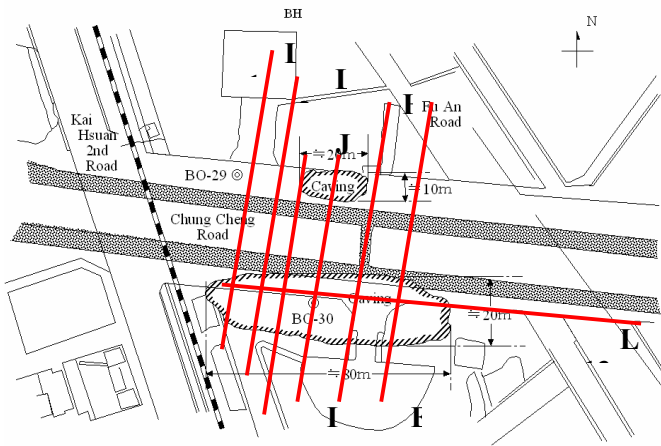 BH
N
I
I
F
Fu An
Road
Kai
Hsuan
2nd
Road
J
≒20m
BO-29
Caving
≒10m
Chung Cheng
Road
Caving
BO-30
≒20m
L
≒80m
I
F